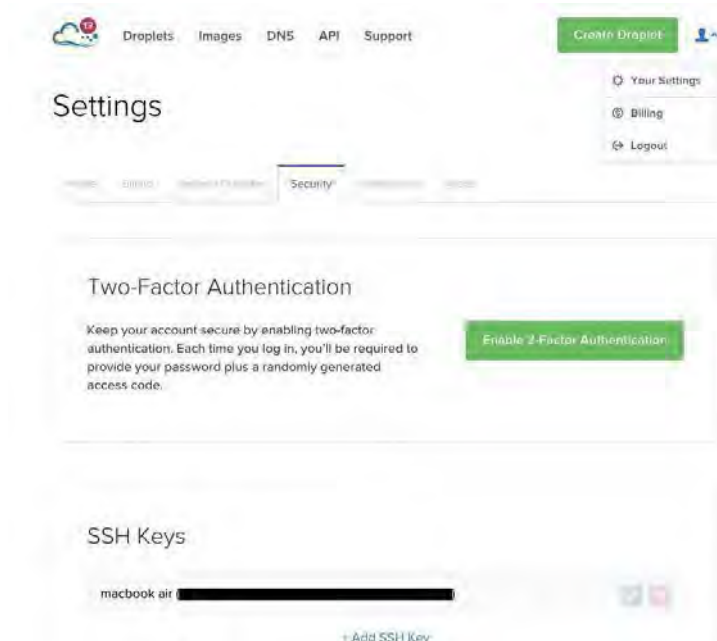 13
Droplets Images DNS API Support
Create Droplet
Your Settings
Billing
Logout
Settings
Billing
Security
Two-Factor Authentication
Keep your account secure by enabling two-factor
authentication. Each time you log in, you'll be required to
provide your password plus a randomly generated
access code.
Enable 2-Factor Authentication
SSH Keys
macbook air (
+ Add SSH Key